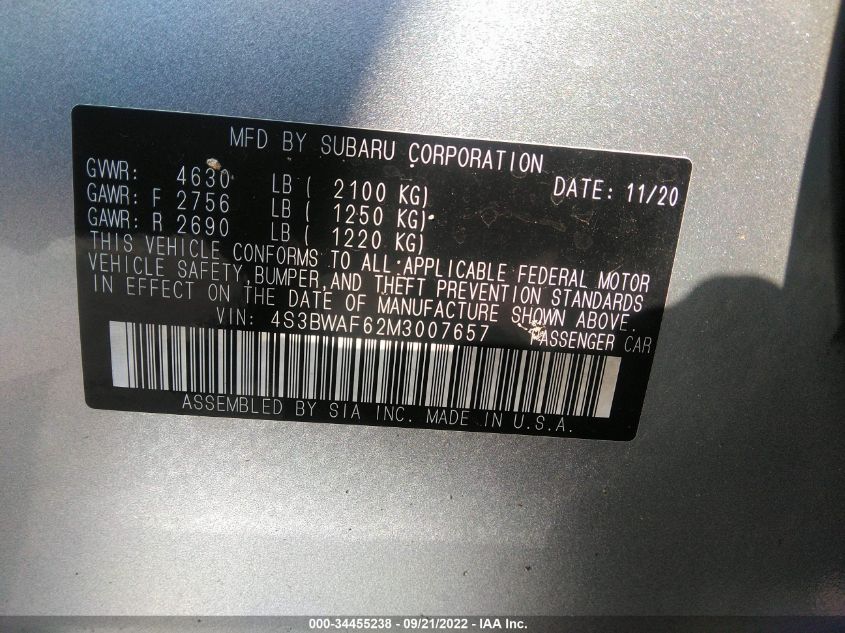 MFD BY SUBARU CORPORATION
GVWR: 4630 LB ( 2100 KG) DATE: 11/20
GAWR: F 2756 LB ( 1250 KG)
GAWR: R 2690 LB ( 1220 KG)
THIS VEHICLE CONFORMS TO ALL APPLICABLE FEDERAL MOTOR
VEHICLE SAFETY, BUMPER, AND THEFT PREVENTION STANDARDS
IN EFFECT ON THE DATE OF MANUFACTURE SHOWN ABOVE.
VIN: 4S3BWAF62M3007657 PASSENGER CAR
ASSEMBLED BY SIA INC. MADE IN U.S.A.
000-34455238 - 09/21/2022 - IAA Inc.